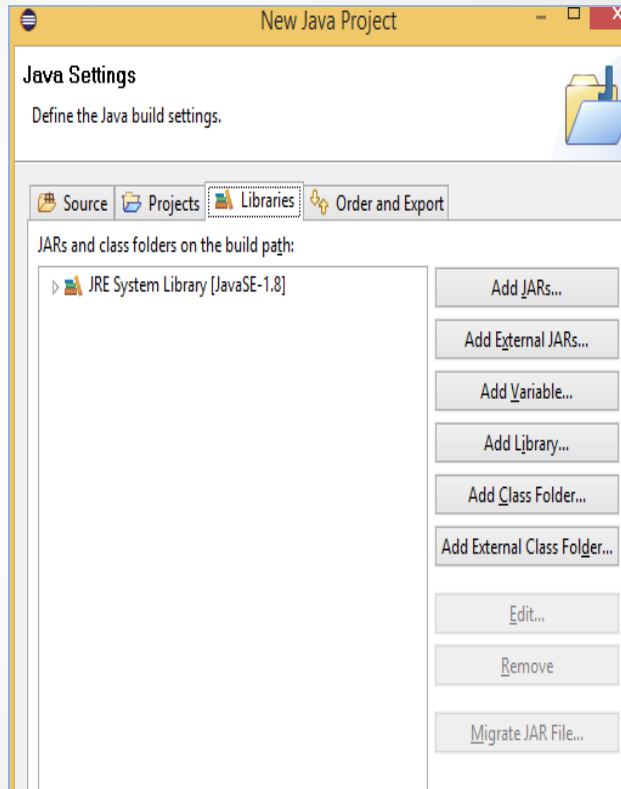 New Java Project
Java Settings
Define the Java build settings.
Source Projects Libraries Order and Export
JARs and class folders on the build path:
JRE System Library [JavaSE-1.8]
Add JARs...
Add External JARs...
Add Variable...
Add Library...
Add Class Folder...
Add External Class Folder...
Edit...
Remove
Migrate JAR File...